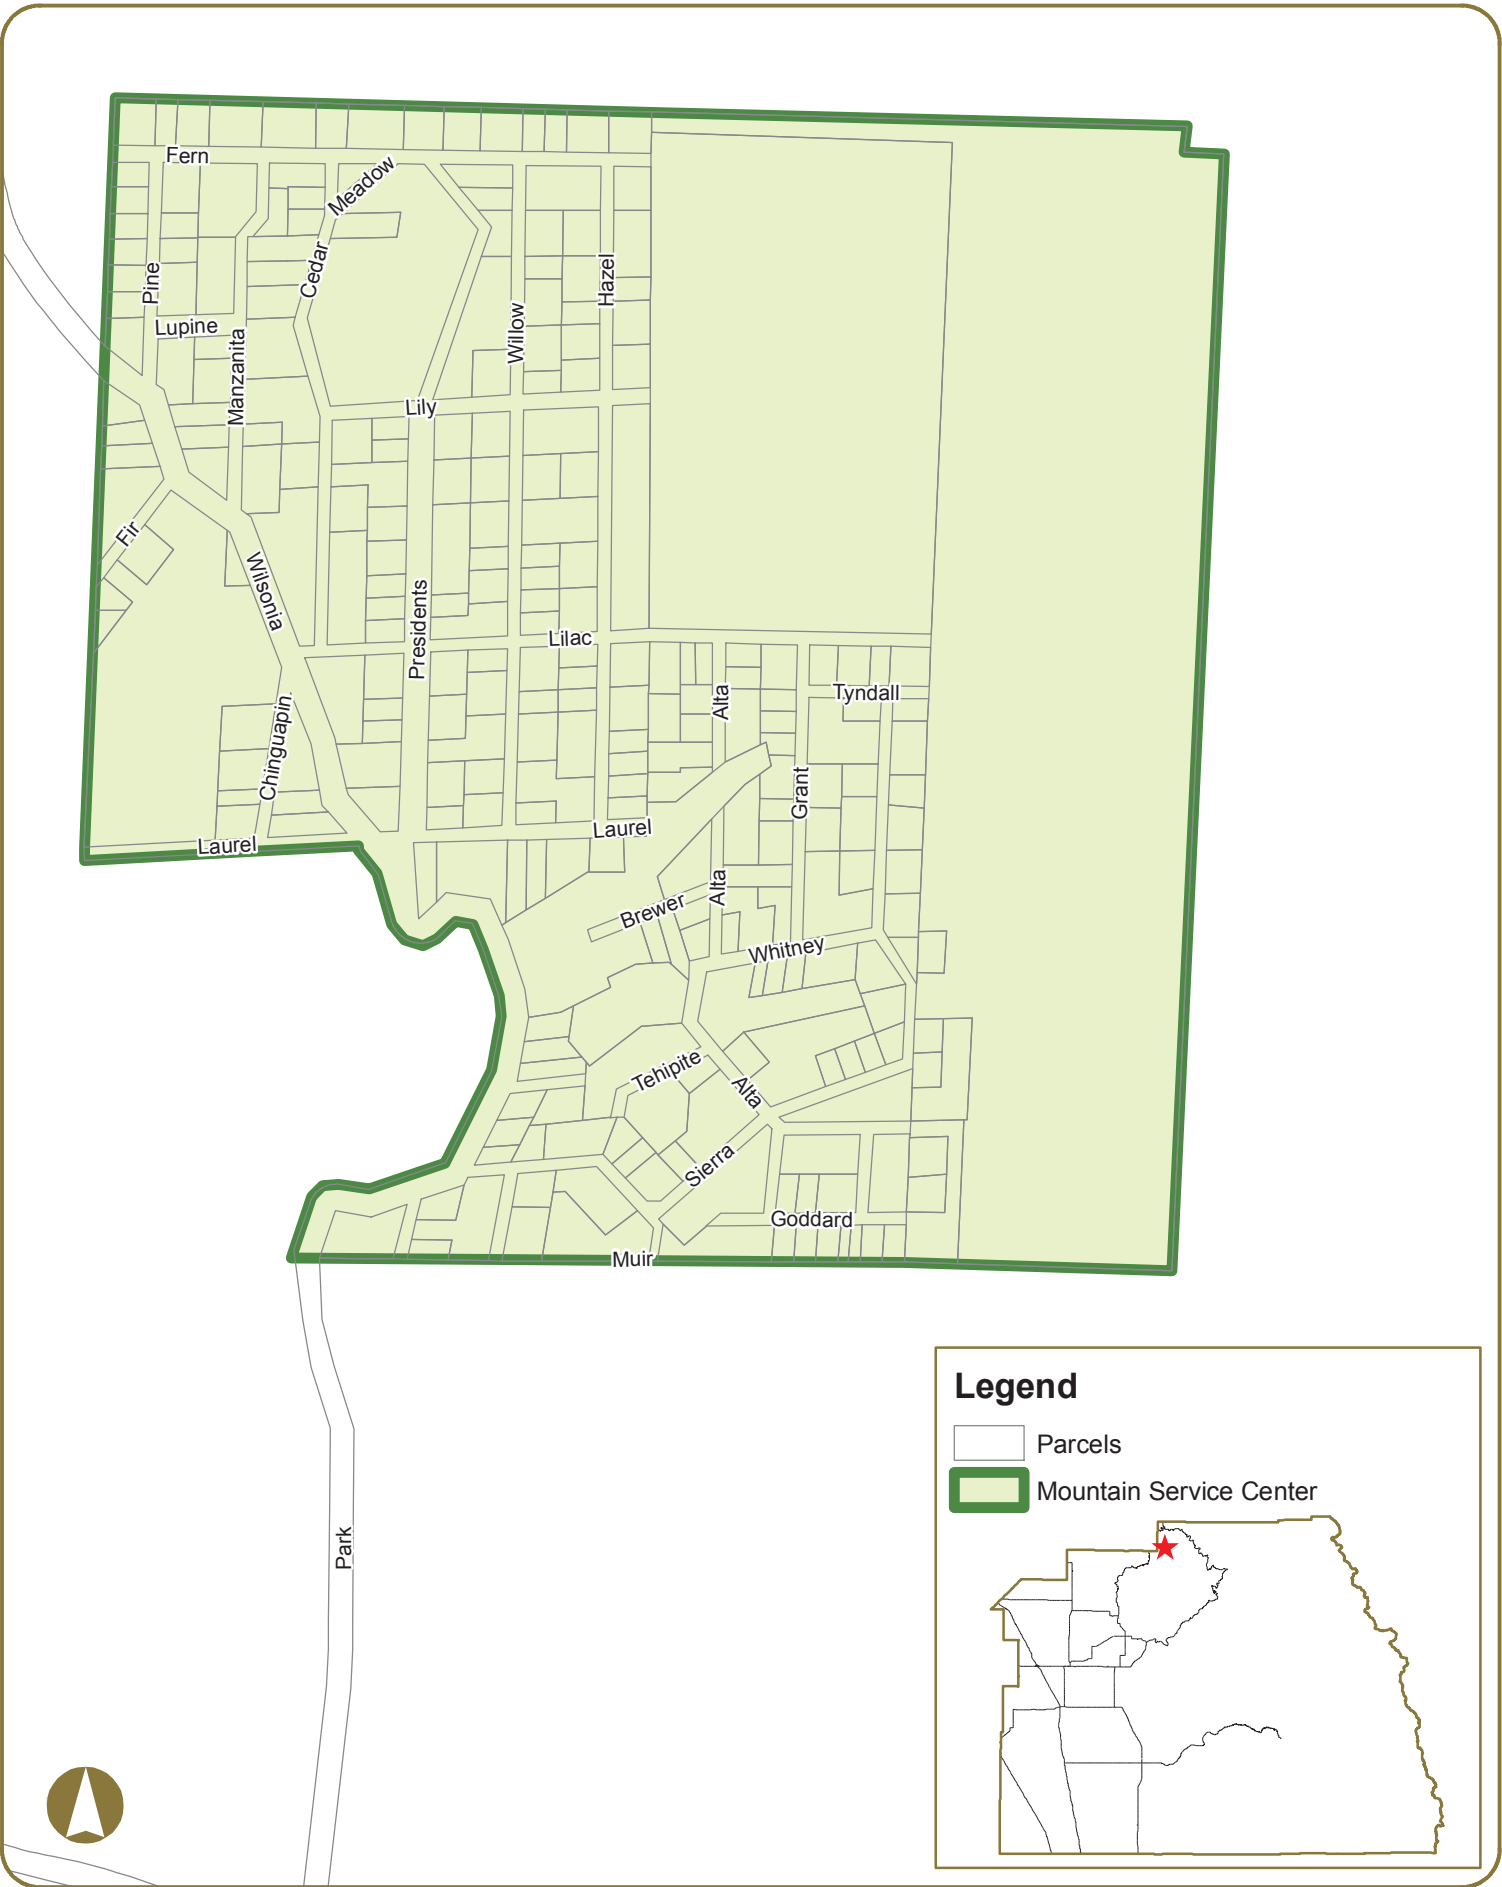 Fern
Meadow
Cedar
Pine
Hazel
Willow
Lupine
Manzanita
Lily
Fir
Wilsonia
Presidents
Lilac
Tyndall
Alta
Chinguapin
Grant
Laurel
Laurel
Alta
Brewer
Whitney
Tehipite
Alta
Sierra
Goddard
Muir
Park
Legend
Parcels
Mountain Service Center